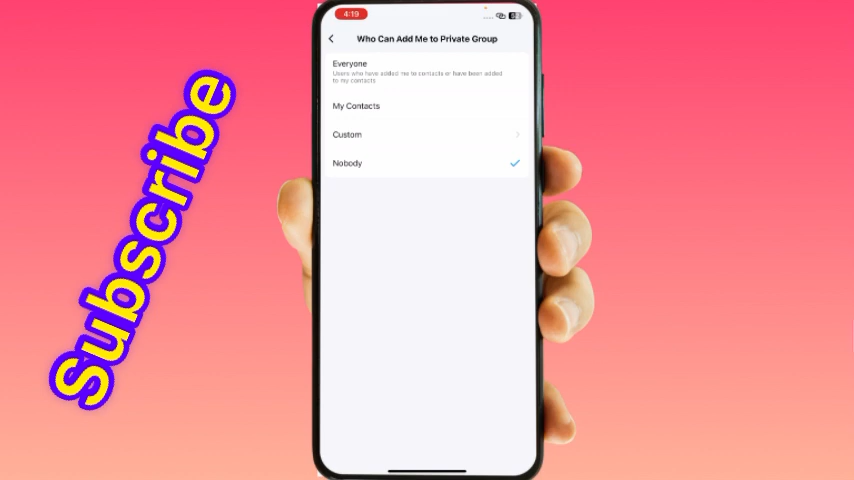 Subscribe
4:19
Who Can Add Me to Private Group
Everyone
Users who have added me to contacts or have been added
to my contacts
My Contacts
Custom
Nobody